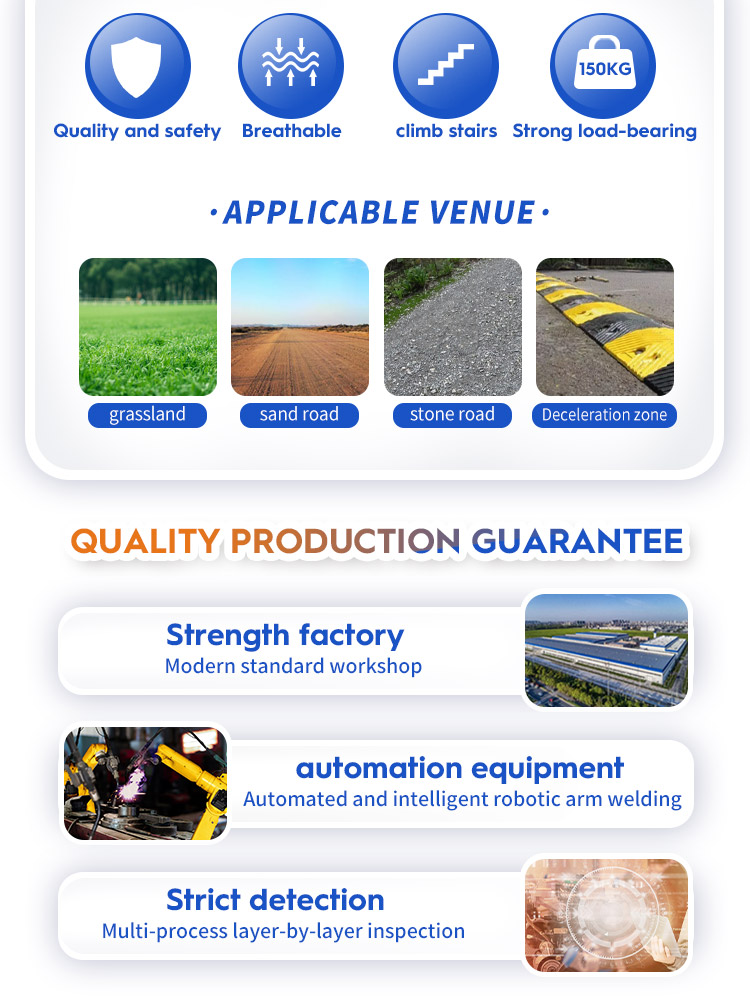 150KG
Quality and safety
Breathable
climb stairs
Strong load-bearing
·APPLICABLE VENUE·
grassland
sand road
stone road
Deceleration zone
QUALITY PRODUCTION GUARANTEE
Strength factory
Modern standard workshop
automation equipment
Automated and intelligent robotic arm welding
Strict detection
Multi-process layer-by-layer inspection